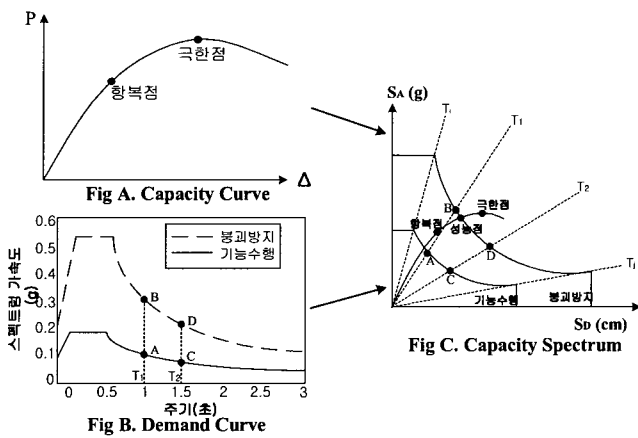 P
극한점
항복점
Δ
Fig A. Capacity Curve
스펙트럼 가속도
(g)
0.6
0.5
0.4
0.3
0.2
0.1
0
붕괴방지
기능수행
B
D
A
C
T₁
T₂
0 0.5 1 1.5 2 2.5 3
주기(초)
Fig B. Demand Curve
SA (g)
T₁
T₂
극한점
항복점
B
성능점
A
D
C
기능수행
붕괴방지
SD (cm)
Fig C. Capacity Spectrum